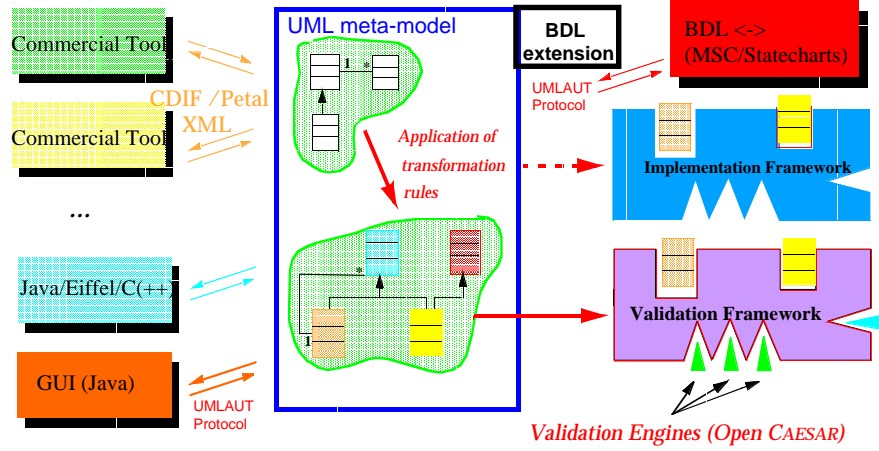 Commercial Tool
CDIF /Petal
XML
Commercial Tool
...
Java/Eiffel/C(++)
GUI (Java)
UMLAUT
Protocol
UML meta-model
1
*
Application of
transformation
rules
*
1
BDL
extension
BDL <->
(MSC/Statecharts)
UMLAUT
Protocol
Implementation Framework
Validation Framework
Validation Engines (Open CAESAR)